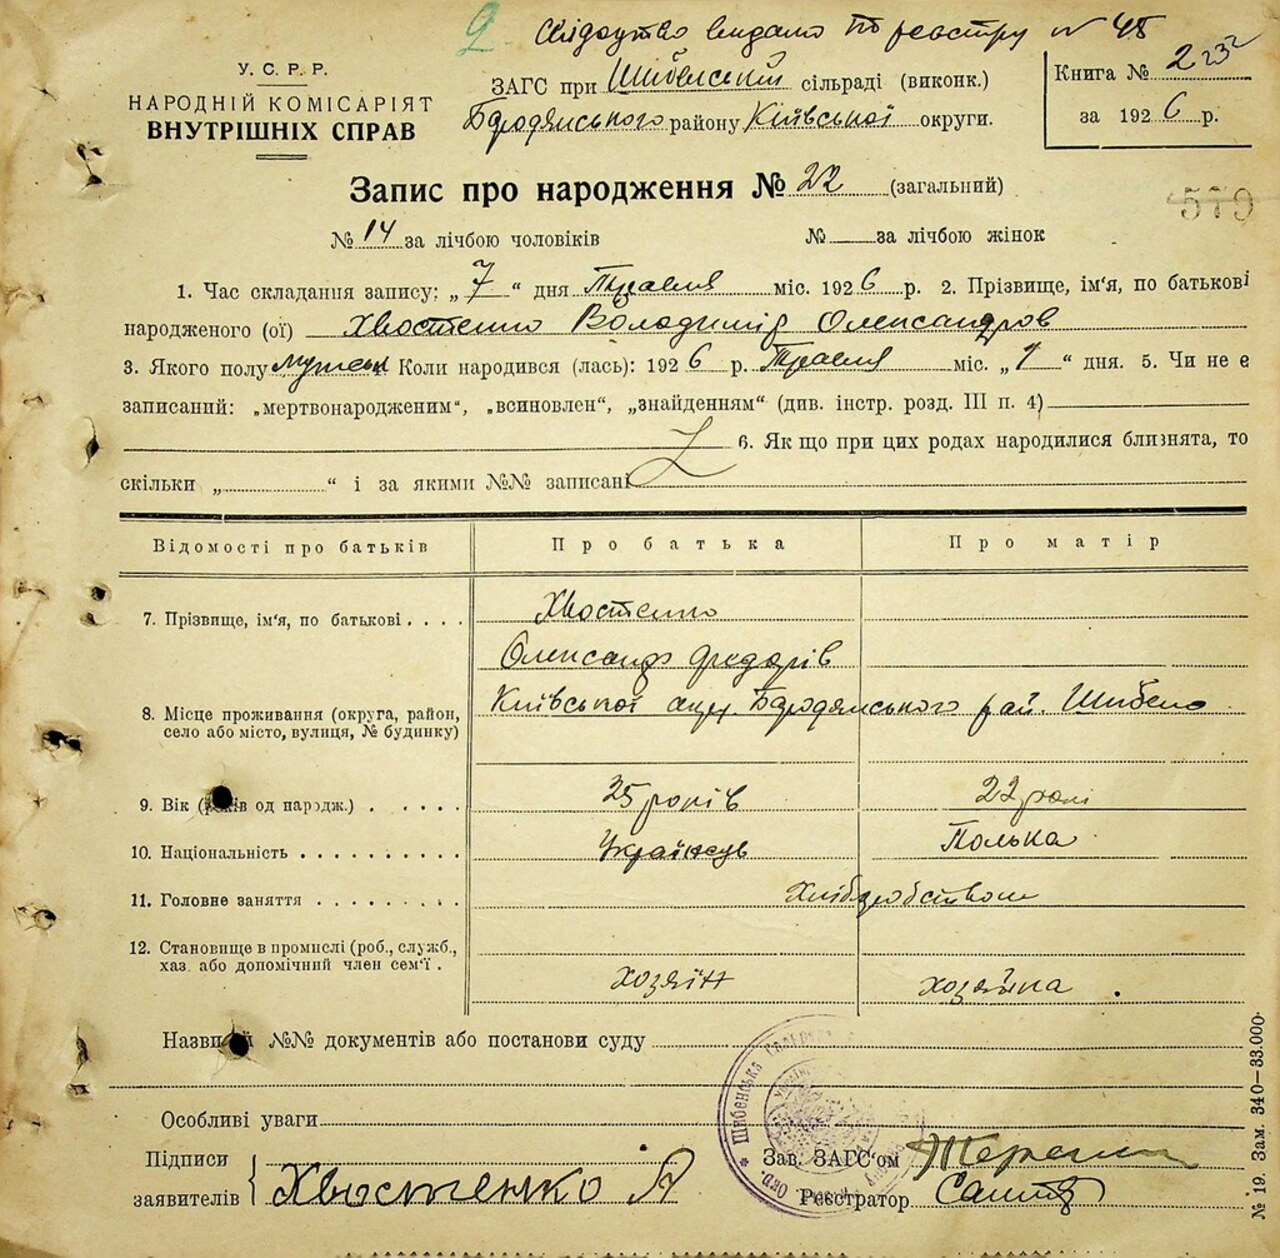 2 Свідоцтво видано по реєстру № 45
У. С. Р. Р.
НАРОДНІЙ КОМІСАРІЯТ
ВНУТРІШНІХ СПРАВ
ЗАГС при Шибенській сільраді (виконк.)
Бородянського району Київської округи.
Книга № 2 232
за 1926 р.
Запис про народження № 22 (загальний)
579
№ 14 за лічбою чоловіків № за лічбою жінок
1. Час складання запису: „7“ дня Травня міс. 1926 р. 2. Прізвище, ім'я, по батькові
народженого (ої) Хвостенко Володимір Олександров
3. Якого полу мужськ Коли народився (лась): 1926 р. Травня міс. „1“ дня. 5. Чи не є
записаний: „мертвонародженим“, „всиновлен“, „знайденням“ (див. інстр. розд. III п. 4)
6. Як що при цих родах народилися близнята, то
скільки „ “ і за якими №№ записані
Відомості про батьків Про батька Про матір
7. Прізвище, ім'я, по батькові . . . . Хвостенко
Олександр Федорів
8. Місце проживання (округа, район,
село або місто, вулиця, № будинку) Київської окр. Бородянського рай. Шибено
9. Вік (років од народж.) . . . . . 25 років 22 роки
10. Національність . . . . . . . . . . Українець Полька
11. Головне заняття . . . . . . . . . Хліборобством
12. Становище в промислі (роб., служб.,
хаз. або допомічний член сем'ї . хозяїн хозяйка .
Назви й №№ документів або постанови суду
Особливі уваги
Підписи
заявителів Хвостенко А
Шибенська
Зав. ЗАГС'ом
Реєстратор
№ 19. Зам. 340—33.000·